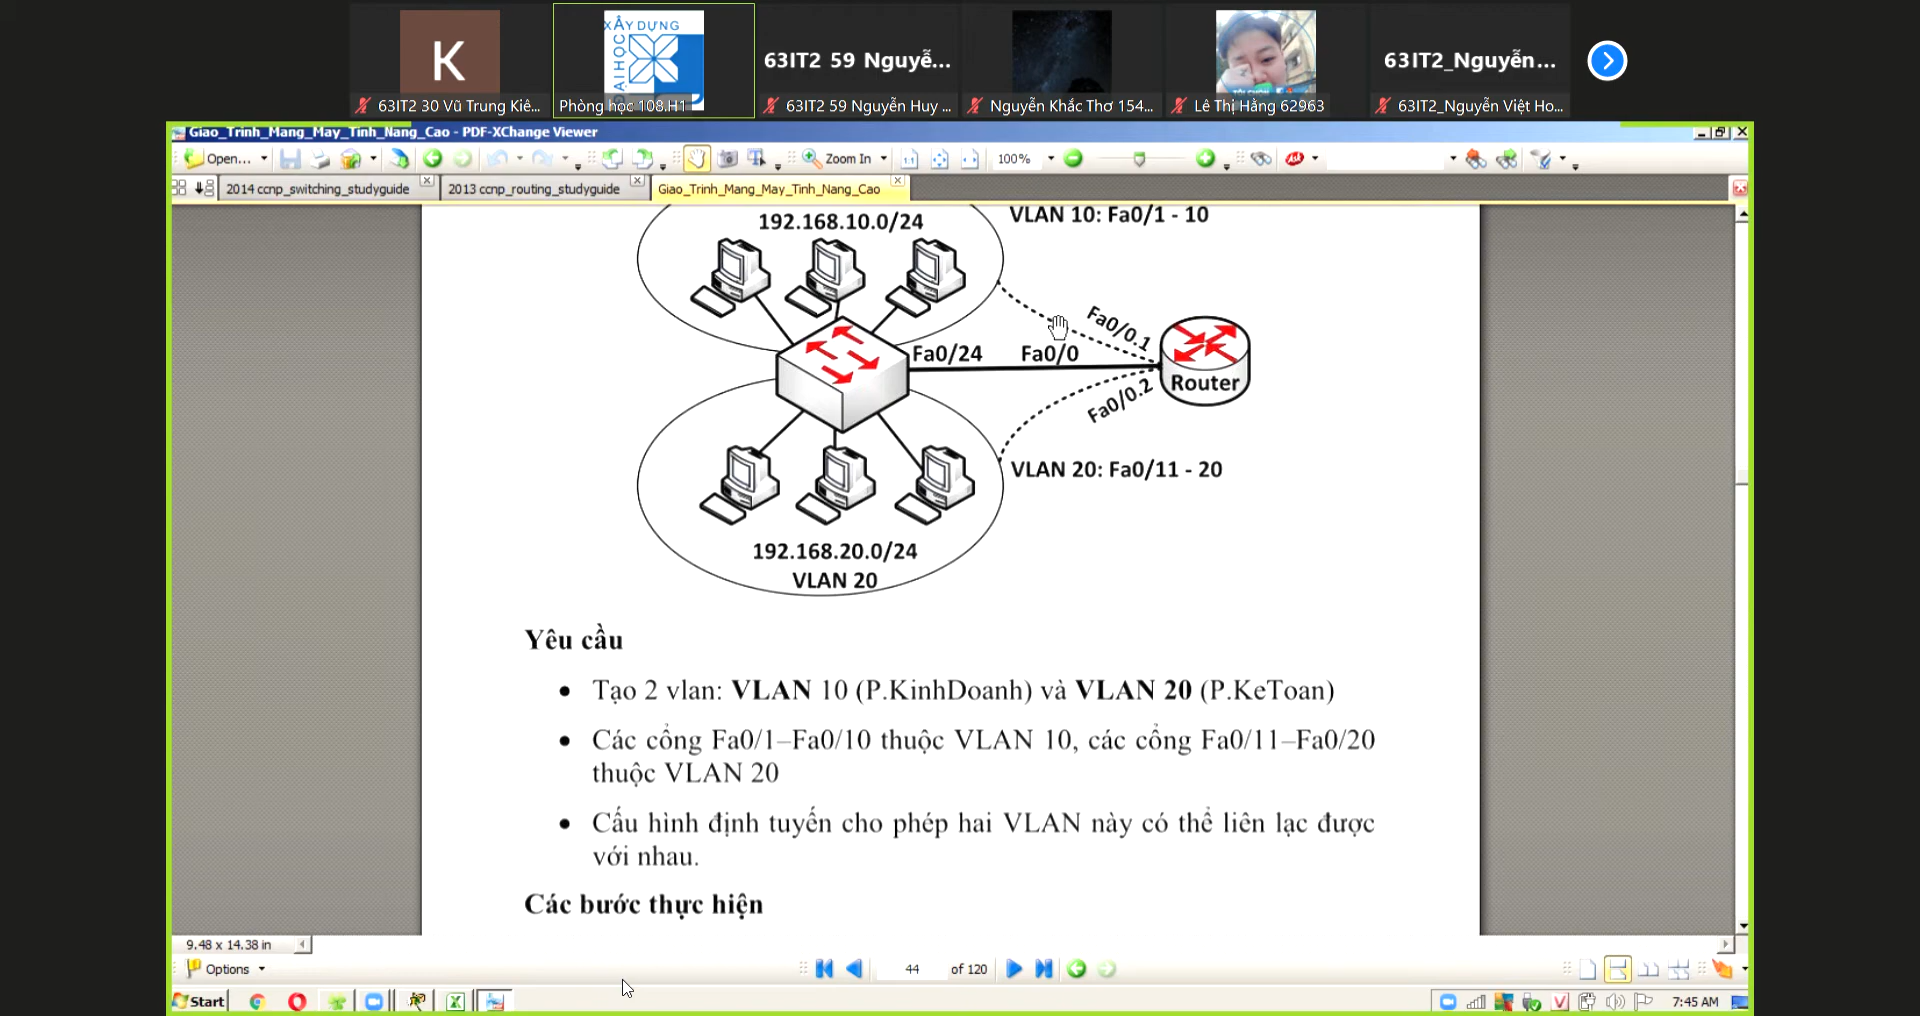 K
XÂY DỰNG
ĐẠI HỌC
63IT2 59 Nguyễ...
63IT2_Nguyễn...
63IT2 30 Vũ Trung Kiê...
Phòng học 108.H1
63IT2 59 Nguyễn Huy ...
Nguyễn Khắc Thơ 154...
Lê Thị Hằng 62963
63IT2_Nguyễn Việt Ho...
Giao_Trinh_Mang_May_Tinh_Nang_Cao - PDF-XChange Viewer
Open...
Zoom In
100%
2014 ccnp_switching_studyguide
2013 ccnp_routing_studyguide
Giao_Trinh_Mang_May_Tinh_Nang_Cao
192.168.10.0/24
VLAN 10: Fa0/1 - 10
Fa0/0.1
Fa0/24
Fa0/0
Router
Fa0/0.2
VLAN 20: Fa0/11 - 20
192.168.20.0/24
VLAN 20
Yêu cầu
• Tạo 2 vlan: VLAN 10 (P.KinhDoanh) và VLAN 20 (P.KeToan)
• Các cổng Fa0/1–Fa0/10 thuộc VLAN 10, các cổng Fa0/11–Fa0/20
thuộc VLAN 20
• Cấu hình định tuyến cho phép hai VLAN này có thể liên lạc được
với nhau.
Các bước thực hiện
9.48 x 14.38 in
Options
44
of 120
Start
7:45 AM